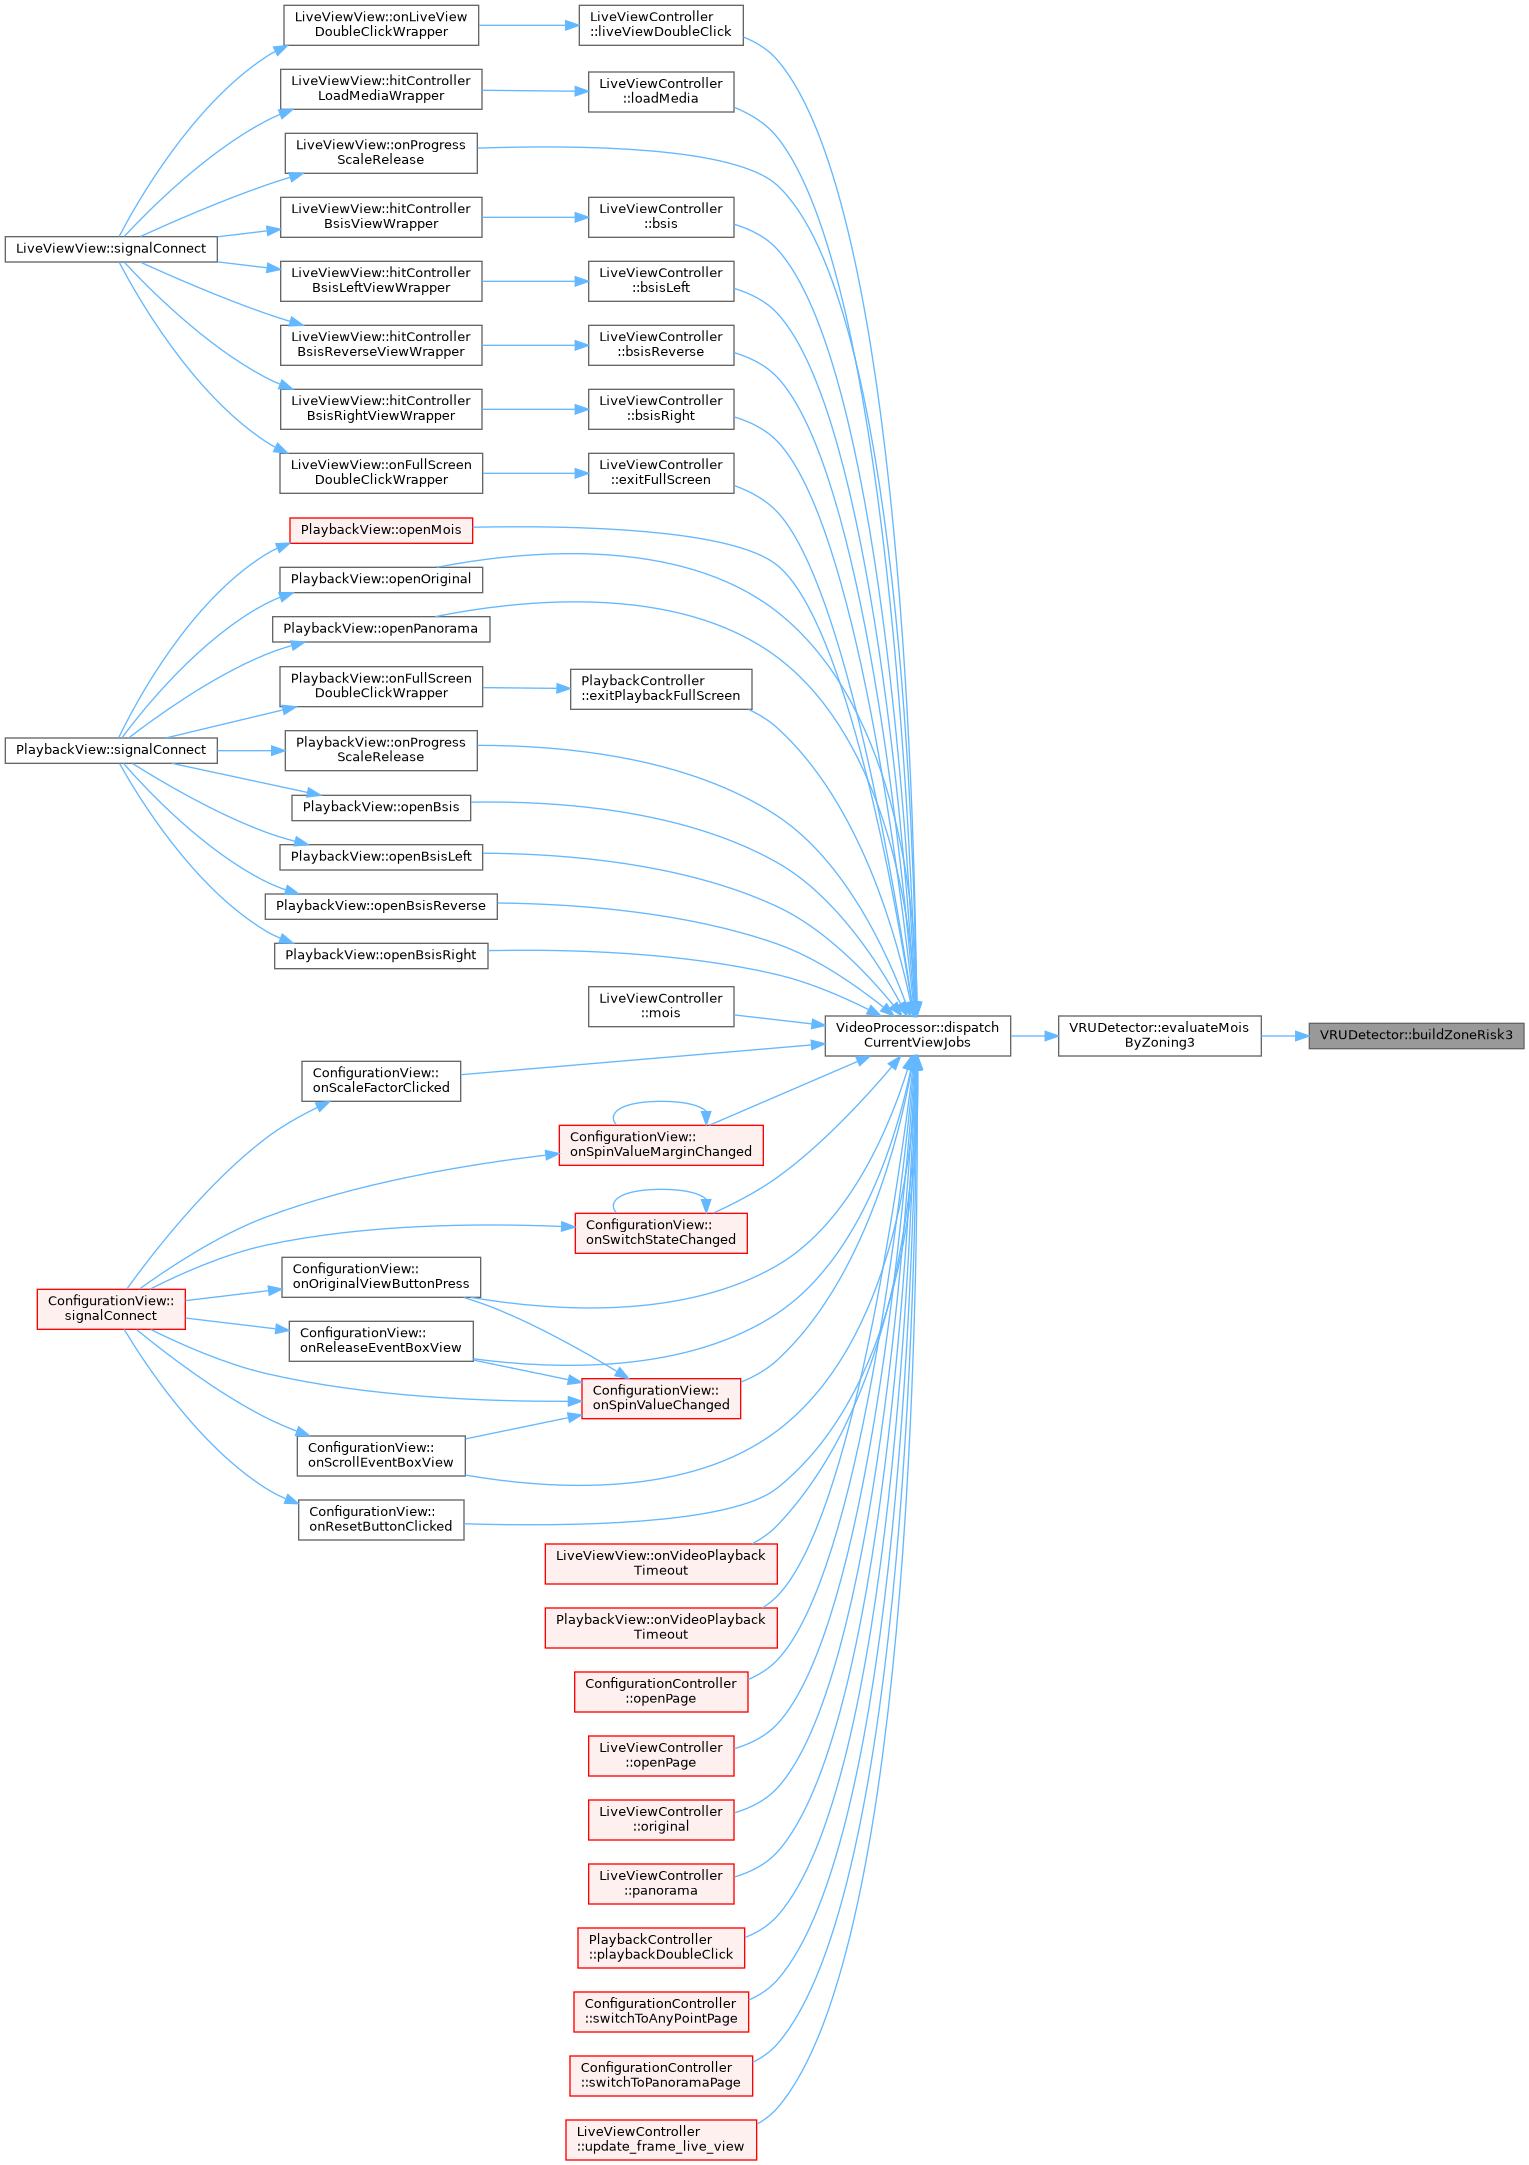 LiveViewView::onLiveView
DoubleClickWrapper
LiveViewController
::liveViewDoubleClick
LiveViewView::hitController
LoadMediaWrapper
LiveViewController
::loadMedia
LiveViewView::onProgress
ScaleRelease
LiveViewView::hitController
BsisViewWrapper
LiveViewController
::bsis
LiveViewView::signalConnect
LiveViewView::hitController
BsisLeftViewWrapper
LiveViewController
::bsisLeft
LiveViewView::hitController
BsisReverseViewWrapper
LiveViewController
::bsisReverse
LiveViewView::hitController
BsisRightViewWrapper
LiveViewController
::bsisRight
LiveViewView::onFullScreen
DoubleClickWrapper
LiveViewController
::exitFullScreen
PlaybackView::openMois
PlaybackView::openOriginal
PlaybackView::openPanorama
PlaybackView::onFullScreen
DoubleClickWrapper
PlaybackController
::exitPlaybackFullScreen
PlaybackView::signalConnect
PlaybackView::onProgress
ScaleRelease
PlaybackView::openBsis
PlaybackView::openBsisLeft
PlaybackView::openBsisReverse
PlaybackView::openBsisRight
LiveViewController
::mois
VideoProcessor::dispatch
CurrentViewJobs
VRUDetector::evaluateMois
ByZoning3
VRUDetector::buildZoneRisk3
ConfigurationView::
onScaleFactorClicked
ConfigurationView::
onSpinValueMarginChanged
ConfigurationView::
onSwitchStateChanged
ConfigurationView::
onOriginalViewButtonPress
ConfigurationView::
signalConnect
ConfigurationView::
onReleaseEventBoxView
ConfigurationView::
onSpinValueChanged
ConfigurationView::
onScrollEventBoxView
ConfigurationView::
onResetButtonClicked
LiveViewView::onVideoPlayback
Timeout
PlaybackView::onVideoPlayback
Timeout
ConfigurationController
::openPage
LiveViewController
::openPage
LiveViewController
::original
LiveViewController
::panorama
PlaybackController
::playbackDoubleClick
ConfigurationController
::switchToAnyPointPage
ConfigurationController
::switchToPanoramaPage
LiveViewController
::update_frame_live_view